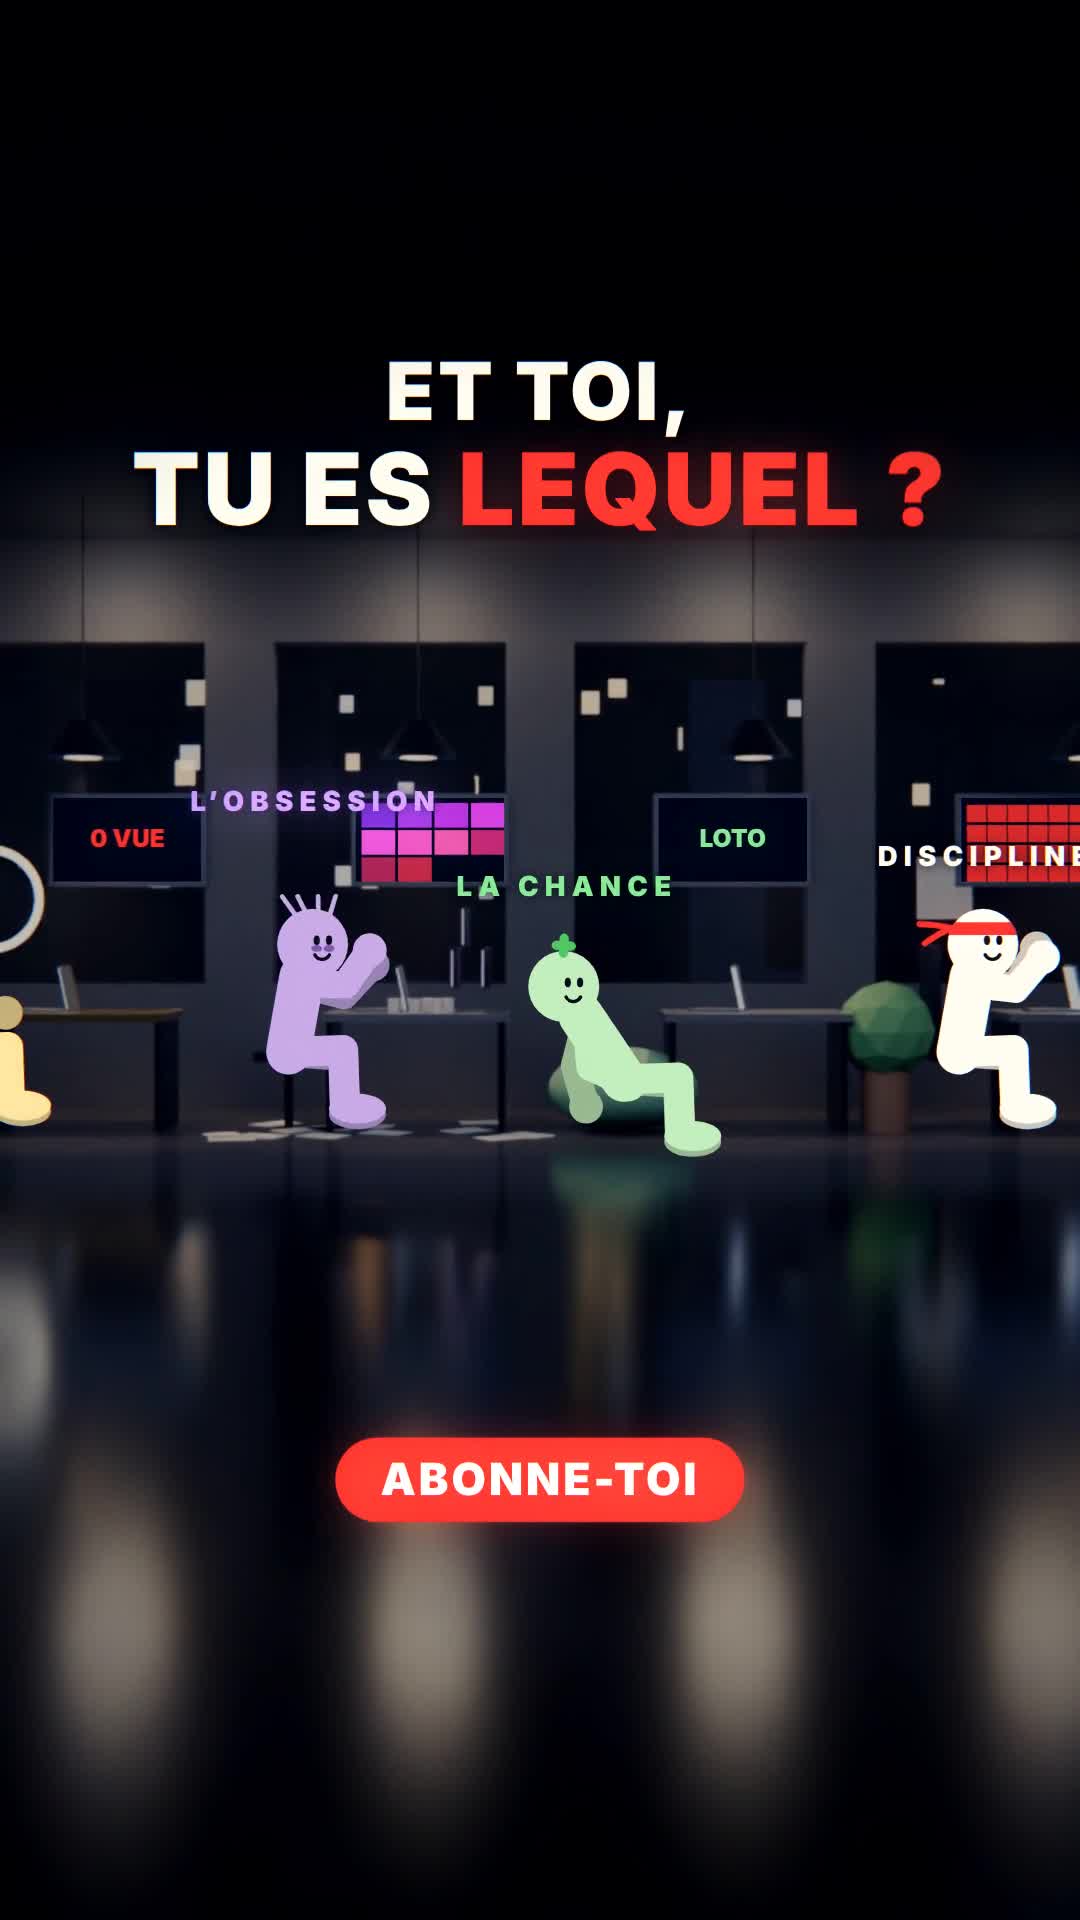 ET TOI,
TU ES LEQUEL ?
L'OBSESSION
0 VUE
LOTO
DISCIPLINE
LA CHANCE
ABONNE-TOI